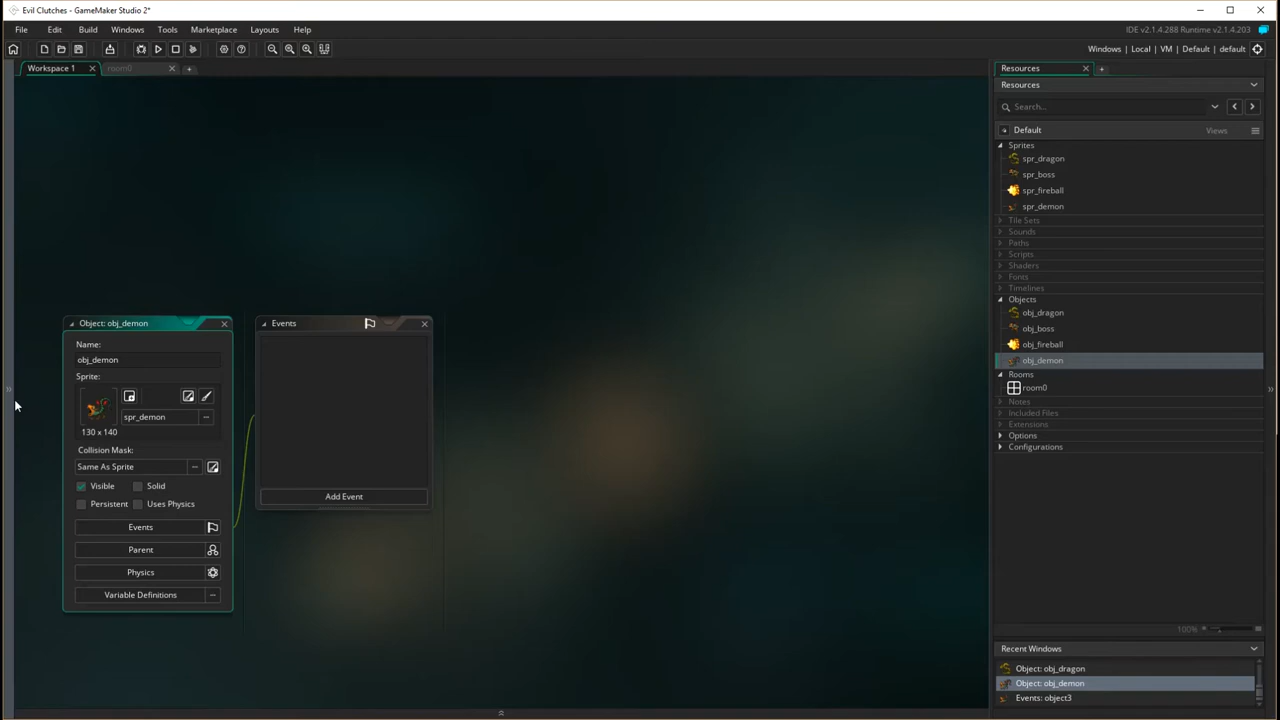 Evil Clutches - GameMaker Studio 2*
File Edit Build Windows Tools Marketplace Layouts Help
IDE v2.1.4.288 Runtime v2.1.4.203
Windows | Local | VM | Default | default
Workspace 1
room0
Resources
Resources
Search...
Default
Views
Sprites
spr_dragon
spr_boss
spr_fireball
spr_demon
Tile Sets
Sounds
Paths
Scripts
Shaders
Fonts
Timelines
Objects
obj_dragon
obj_boss
obj_fireball
obj_demon
Rooms
room0
Notes
Included Files
Extensions
Options
Configurations
100%
Recent Windows
Object: obj_dragon
Object: obj_demon
Events: object3
Object: obj_demon
Name:
obj_demon
Sprite:
spr_demon
130 x 140
Collision Mask:
Same As Sprite
Visible Solid
Persistent Uses Physics
Events
Parent
Physics
Variable Definitions
Events
Add Event